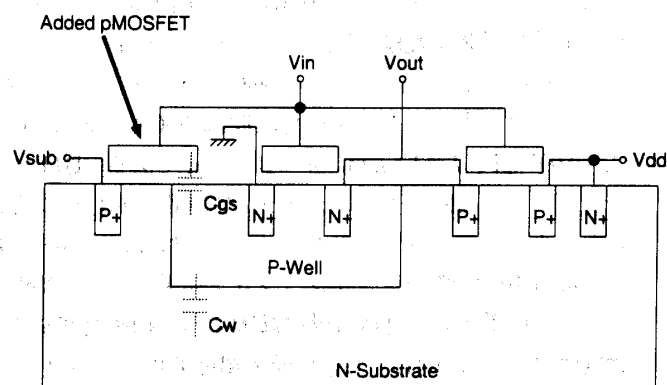 Added pMOSFET
Vin
Vout
Vsub
Vdd
Cgs
P+
N+
N+
P+
P+
N+
P-Well
Cw
N-Substrate